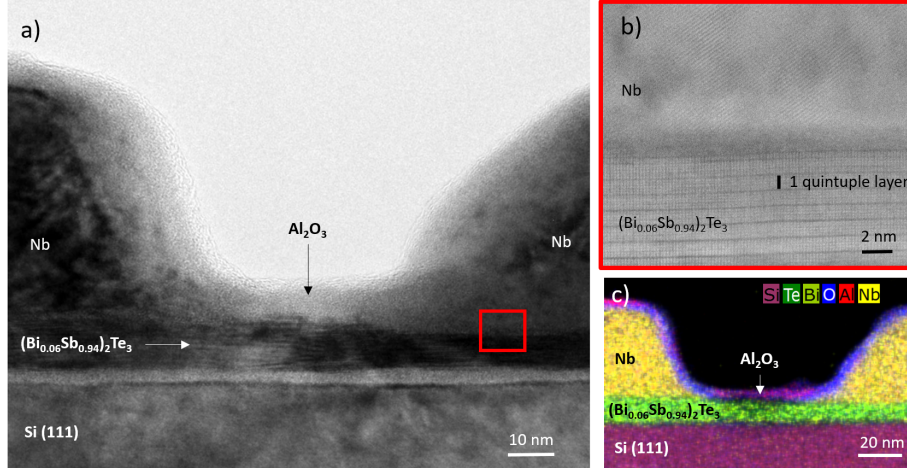 a)
Al₂O₃
Nb
Nb
(Bi₀.₀₆Sb₀.₉₄)₂Te₃
Si (111)
10 nm
b)
Nb
1 quintuple layer
(Bi₀.₀₆Sb₀.₉₄)₂Te₃
2 nm
c)
Si Te Bi O Al Nb
Nb
Al₂O₃
(Bi₀.₀₆Sb₀.₉₄)₂Te₃
Si (111)
20 nm